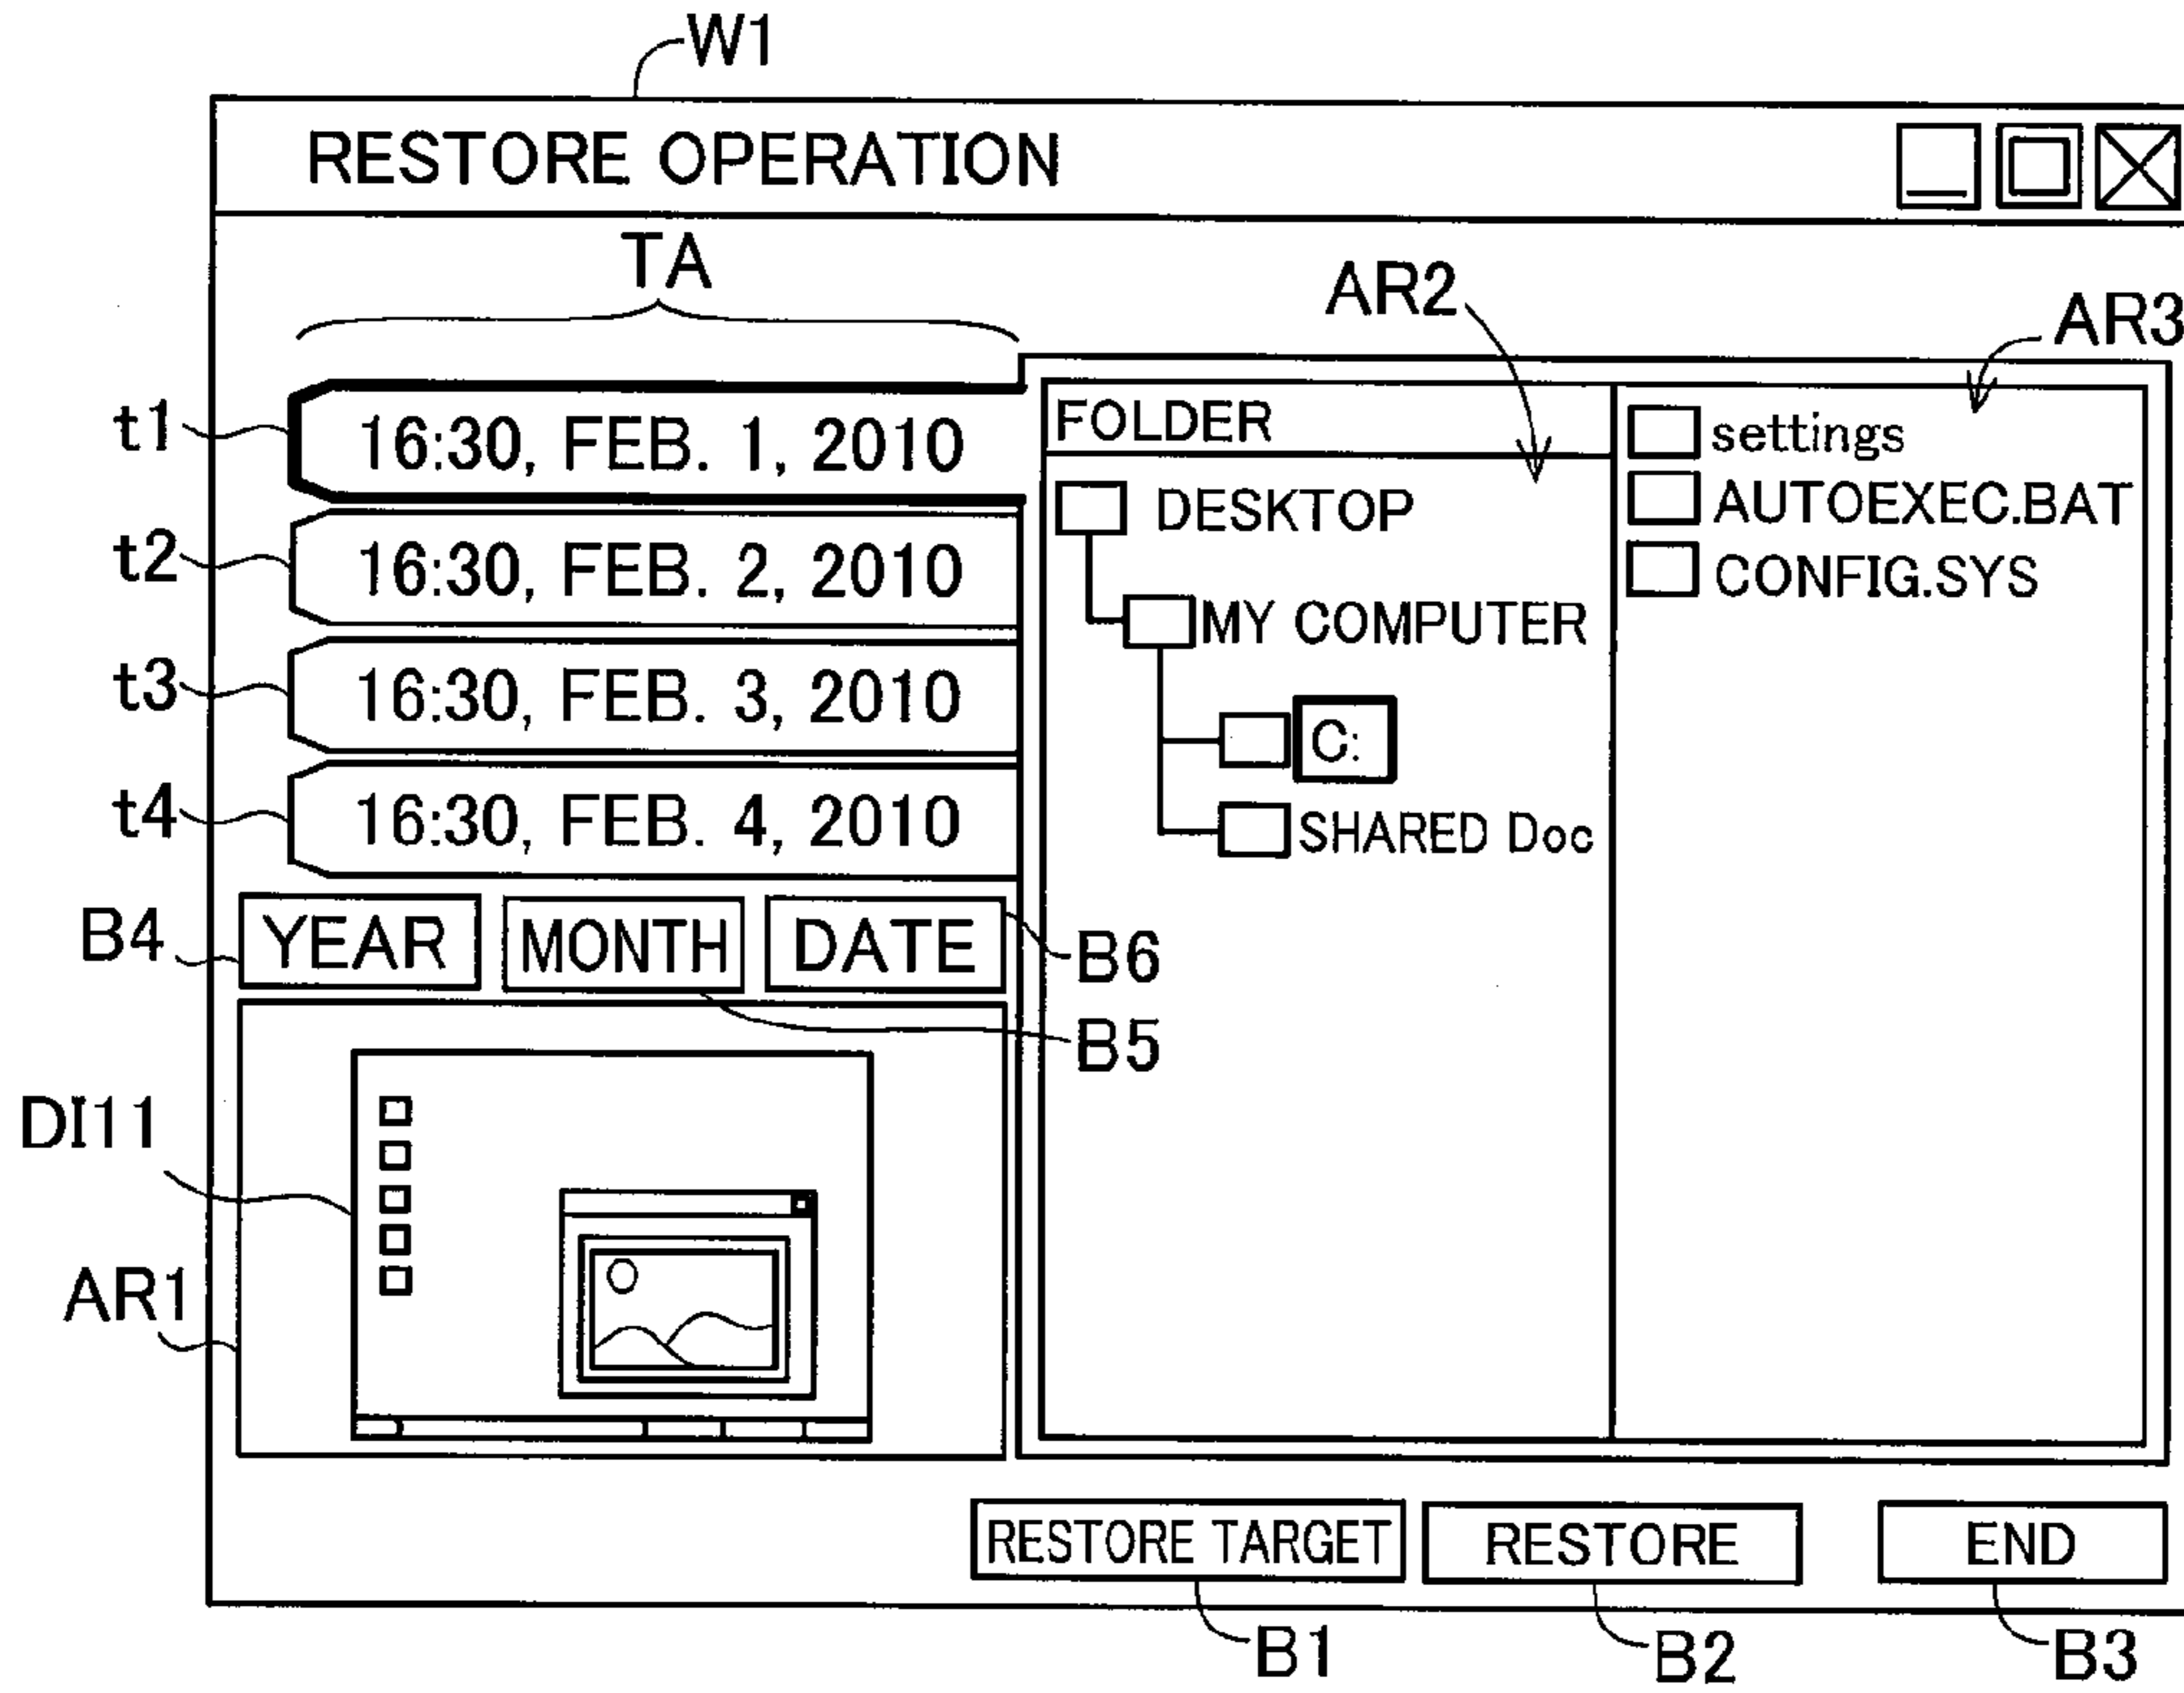 W1
RESTORE OPERATION
TA
AR2
AR3
t1
16:30, FEB. 1, 2010
t2
16:30, FEB. 2, 2010
t3
16:30, FEB. 3, 2010
t4
16:30, FEB. 4, 2010
FOLDER
DESKTOP
MY COMPUTER
C:
SHARED Doc
settings
AUTOEXEC.BAT
CONFIG.SYS
B4
YEAR
MONTH
DATE
B6
B5
DI11
AR1
RESTORE TARGET
RESTORE
END
B1
B2
B3